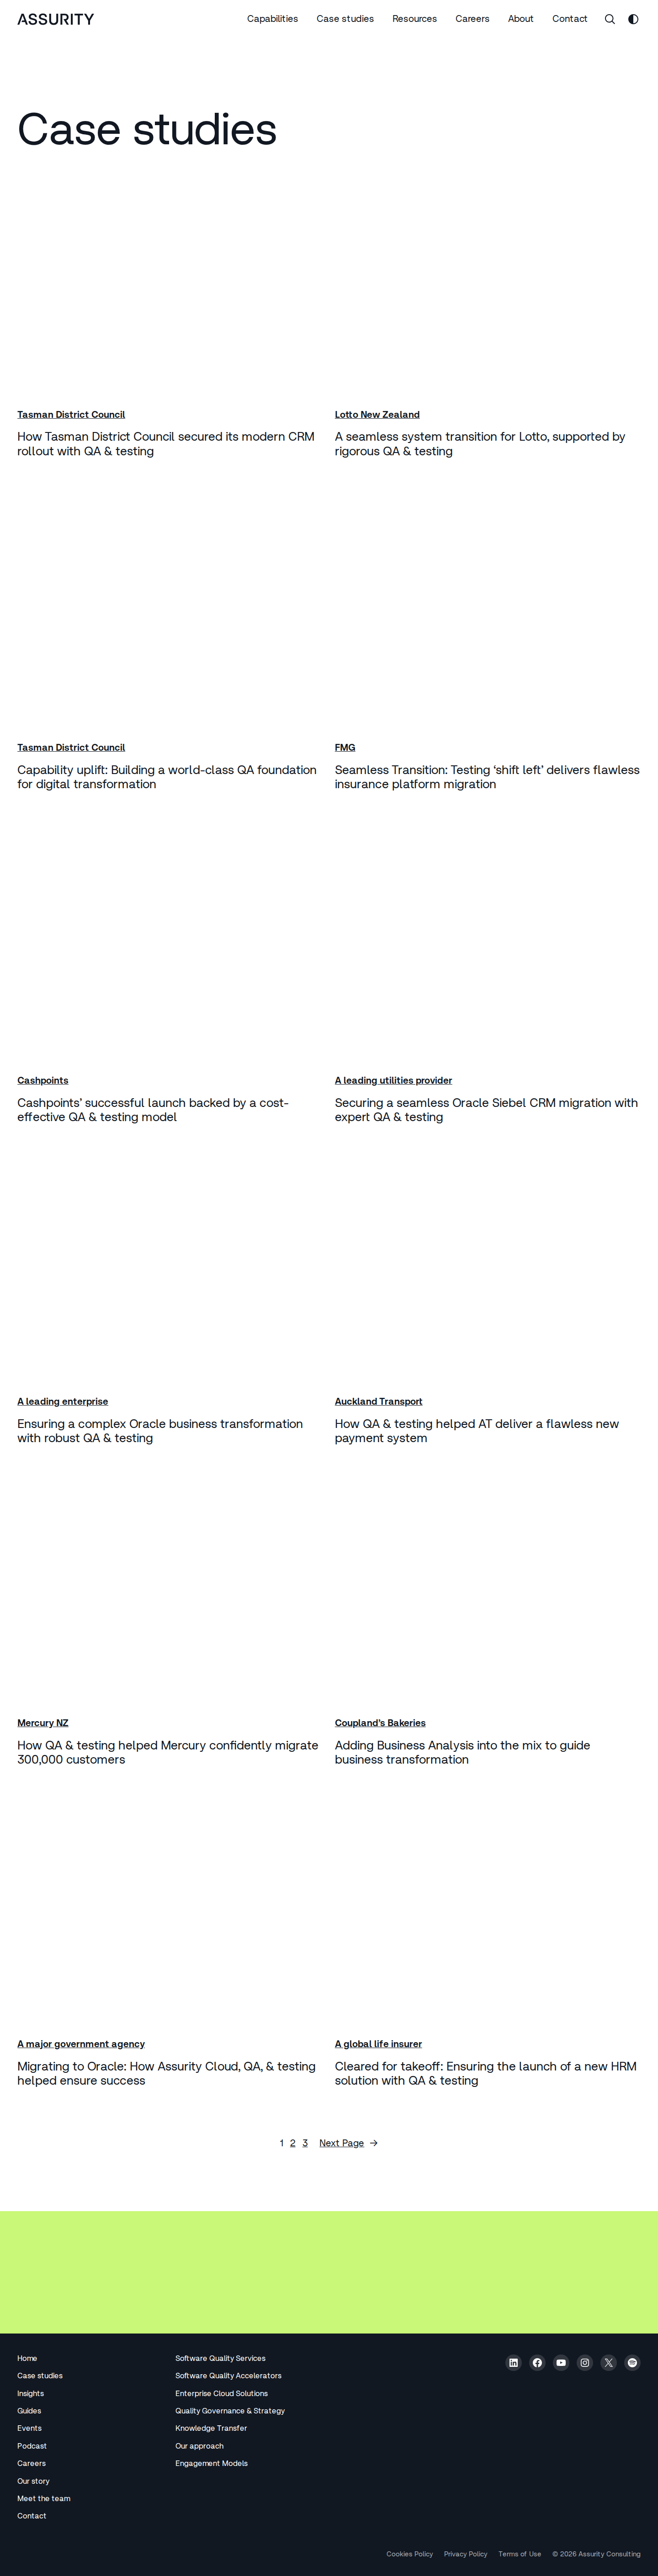 ASSURITY
Capabilities
Case studies
Resources
Careers
About
Contact
Case studies
Tasman District Council
How Tasman District Council secured its modern CRM
rollout with QA & testing
Lotto New Zealand
A seamless system transition for Lotto, supported by
rigorous QA & testing
Tasman District Council
Capability uplift: Building a world-class QA foundation
for digital transformation
FMG
Seamless Transition: Testing ‘shift left’ delivers flawless
insurance platform migration
Cashpoints
Cashpoints’ successful launch backed by a cost-
effective QA & testing model
A leading utilities provider
Securing a seamless Oracle Siebel CRM migration with
expert QA & testing
A leading enterprise
Ensuring a complex Oracle business transformation
with robust QA & testing
Auckland Transport
How QA & testing helped AT deliver a flawless new
payment system
Mercury NZ
How QA & testing helped Mercury confidently migrate
300,000 customers
Coupland’s Bakeries
Adding Business Analysis into the mix to guide
business transformation
A major government agency
Migrating to Oracle: How Assurity Cloud, QA, & testing
helped ensure success
A global life insurer
Cleared for takeoff: Ensuring the launch of a new HRM
solution with QA & testing
1 2 3 Next Page →
Home
Case studies
Insights
Guides
Events
Podcast
Careers
Our story
Meet the team
Contact
Software Quality Services
Software Quality Accelerators
Enterprise Cloud Solutions
Quality Governance & Strategy
Knowledge Transfer
Our approach
Engagement Models
Cookies Policy
Privacy Policy
Terms of Use
© 2026 Assurity Consulting